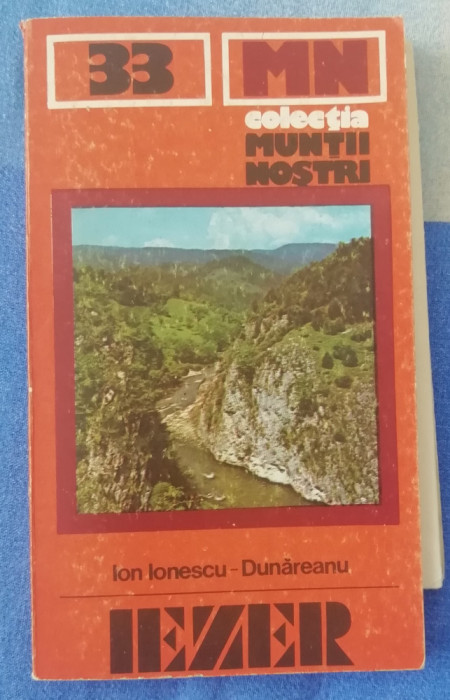 33 MN
colecția
MUNȚII
NOȘTRI
Ion Ionescu-Dunăreanu
IEZER